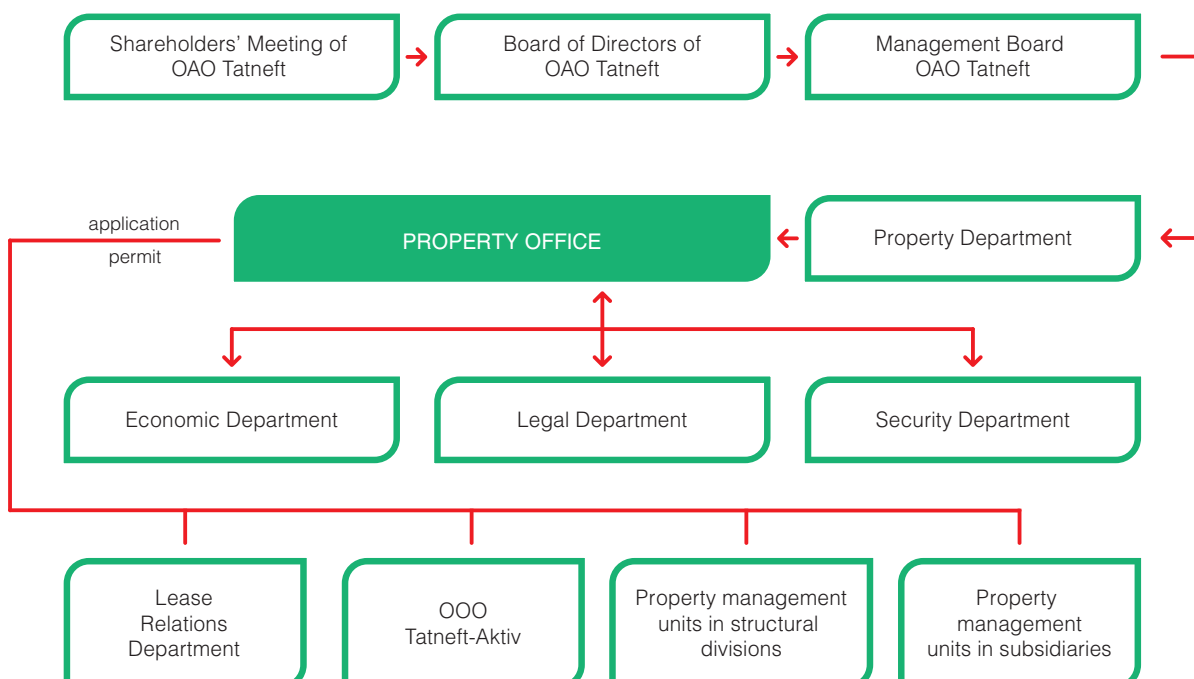 Shareholders’ Meeting of
OAO Tatneft
Board of Directors of
OAO Tatneft
Management Board
OAO Tatneft
application
permit
PROPERTY OFFICE
Property Department
Economic Department
Legal Department
Security Department
Lease
Relations
Department
OOO
Tatneft-Aktiv
Property management
units in structural
divisions
Property
management
units in subsidiaries